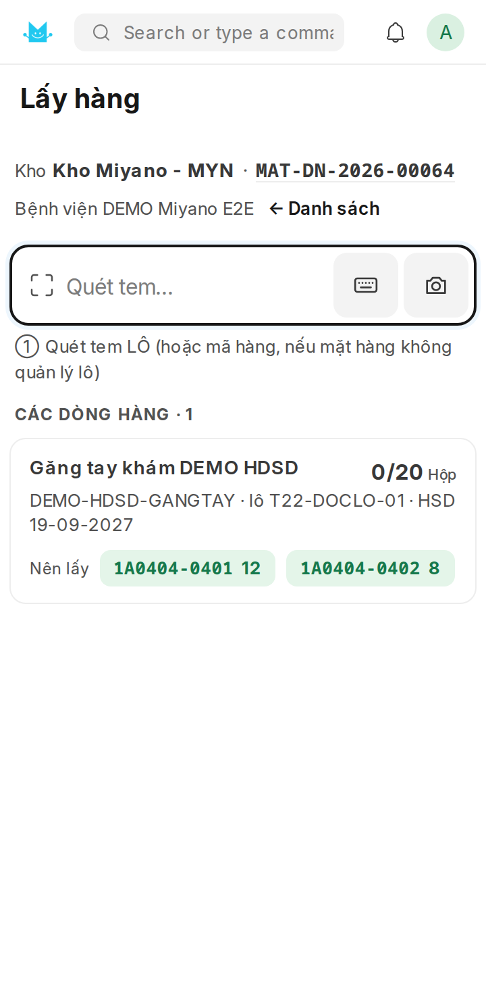 Search or type a comma
A
Lấy hàng
Kho Kho Miyano - MYN · MAT-DN-2026-00064
Bệnh viện DEMO Miyano E2E ← Danh sách
Quét tem...
① Quét tem LÔ (hoặc mã hàng, nếu mặt hàng không
quản lý lô)
CÁC DÒNG HÀNG · 1
Găng tay khám DEMO HDSD 0/20 Hộp
DEMO-HDSD-GANGTAY · lô T22-DOCLO-01 · HSD
19-09-2027
Nên lấy 1A0404-0401 12 1A0404-0402 8